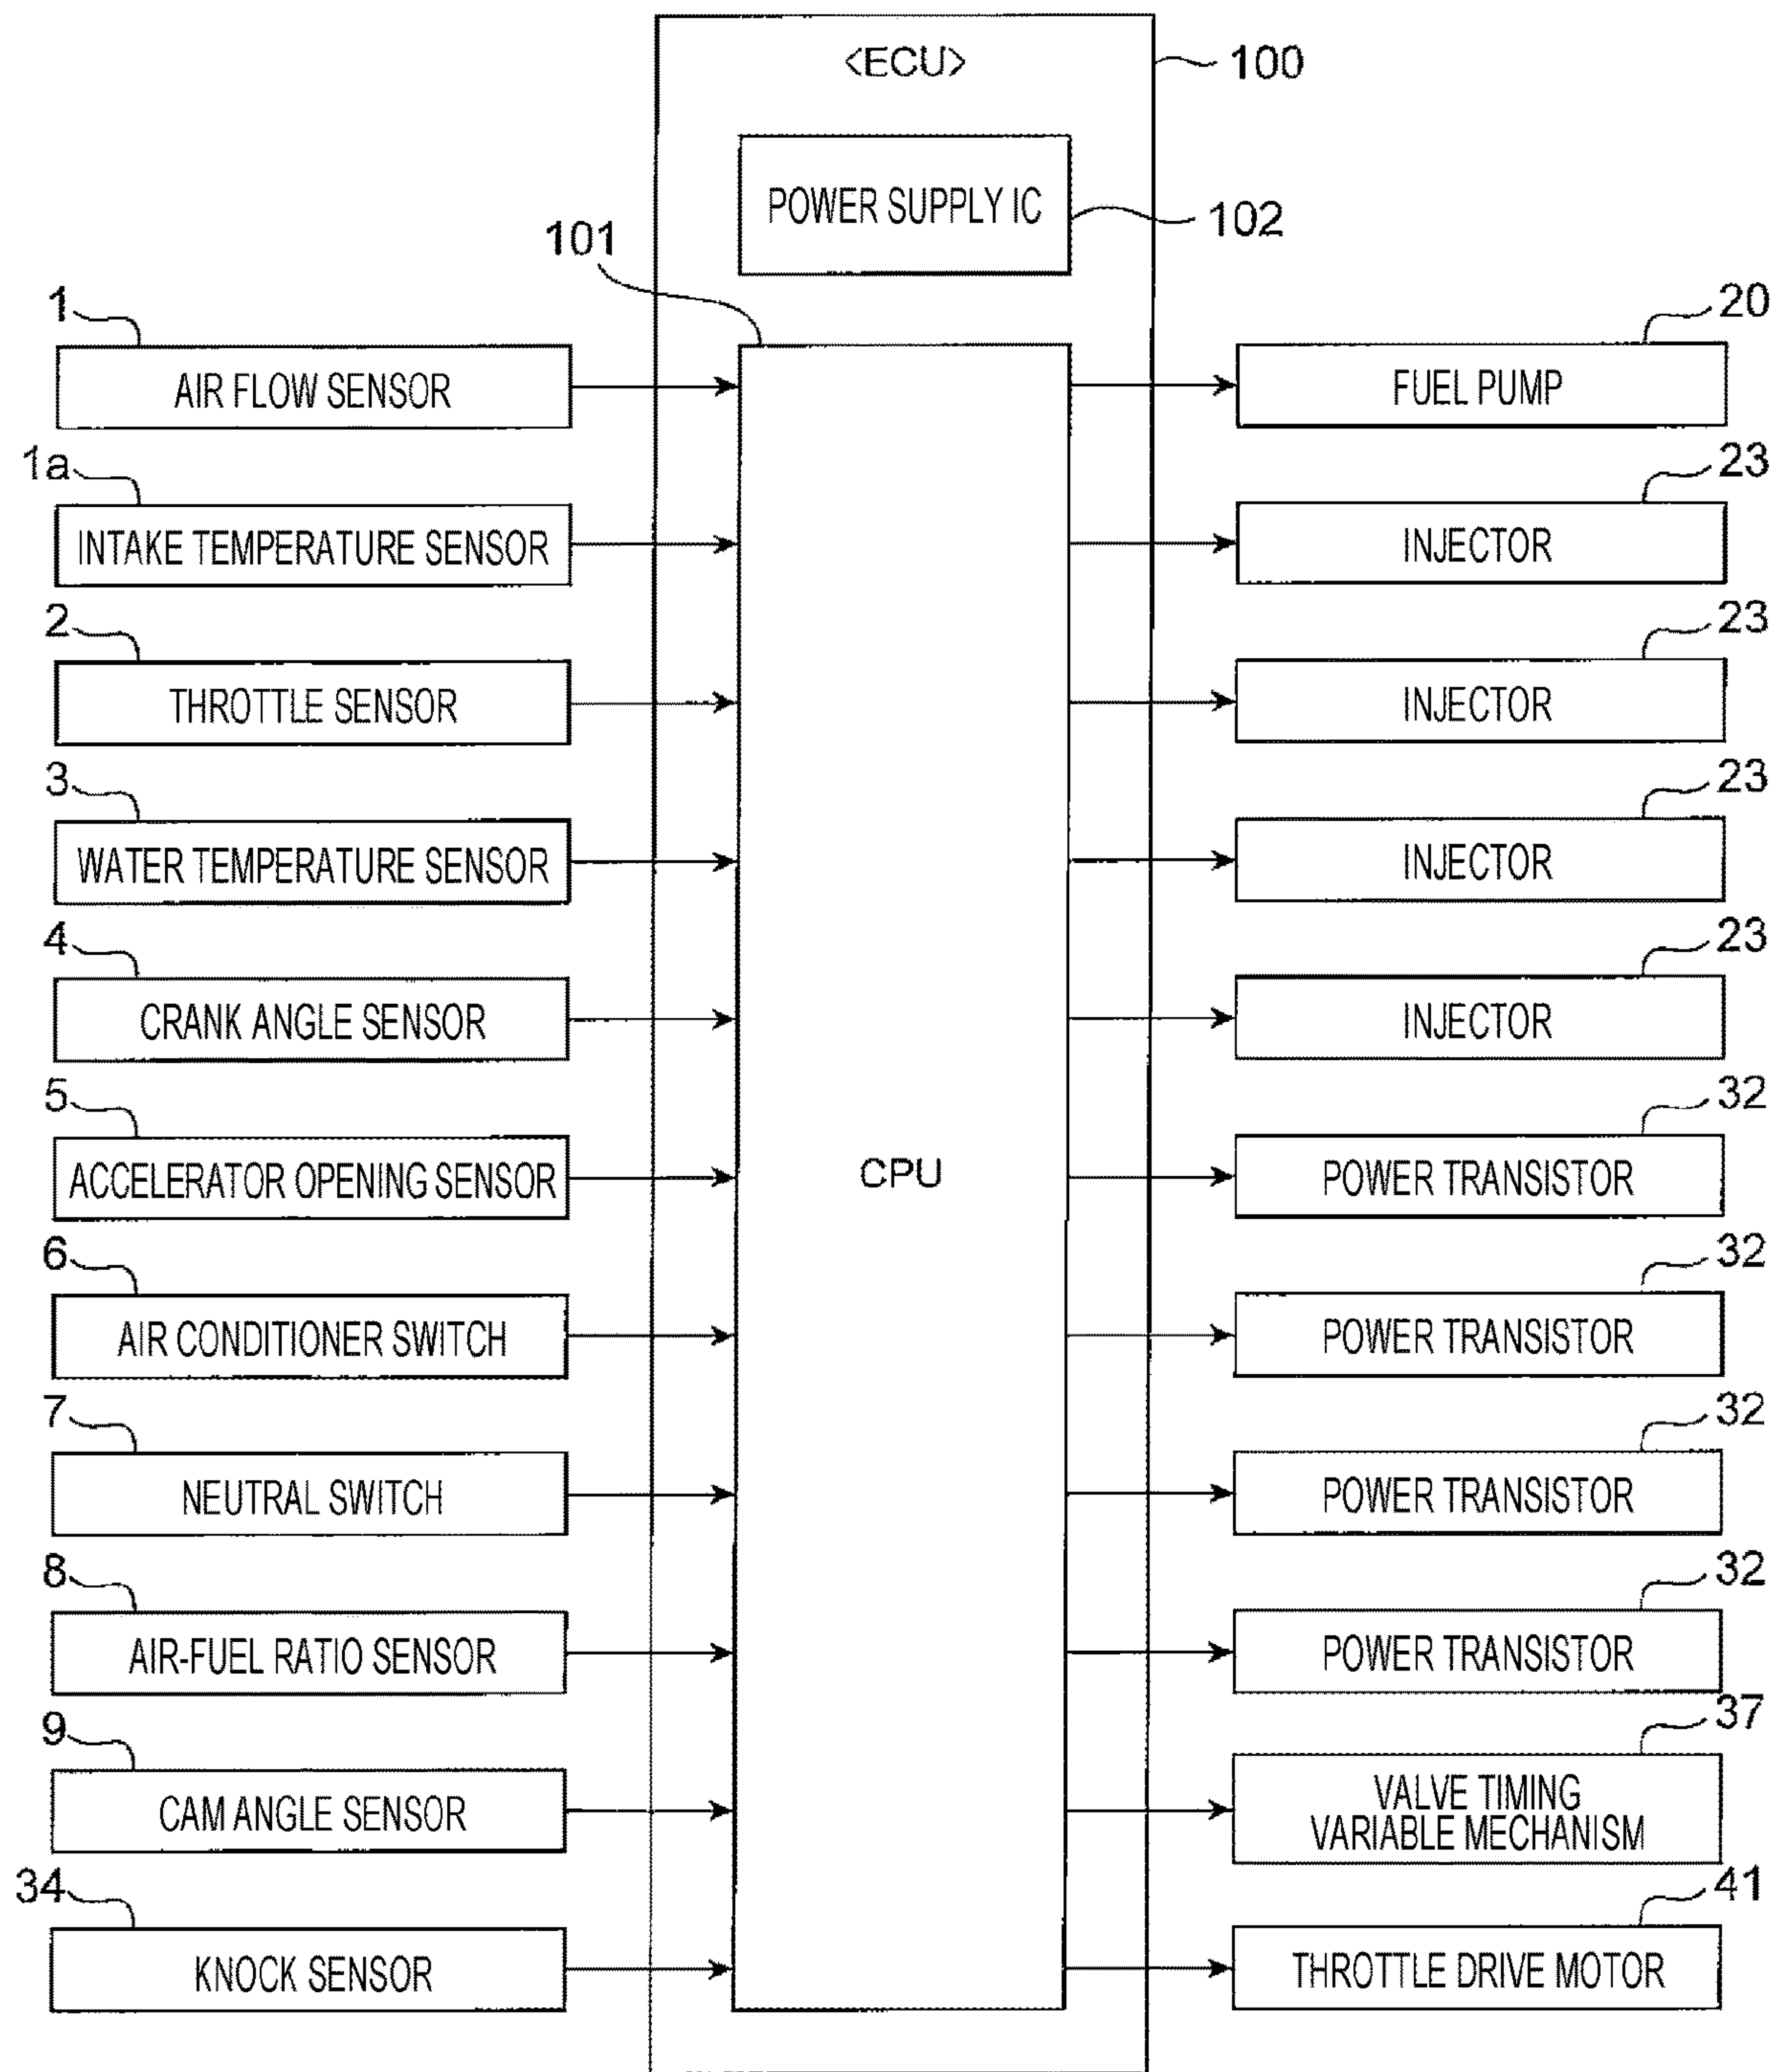 <ECU>
100
POWER SUPPLY IC
102
101
1
AIR FLOW SENSOR
1a
INTAKE TEMPERATURE SENSOR
2
THROTTLE SENSOR
3
WATER TEMPERATURE SENSOR
4
CRANK ANGLE SENSOR
5
ACCELERATOR OPENING SENSOR
6
AIR CONDITIONER SWITCH
7
NEUTRAL SWITCH
8
AIR-FUEL RATIO SENSOR
9
CAM ANGLE SENSOR
34
KNOCK SENSOR
CPU
20
FUEL PUMP
23
INJECTOR
23
INJECTOR
23
INJECTOR
23
INJECTOR
32
POWER TRANSISTOR
32
POWER TRANSISTOR
32
POWER TRANSISTOR
32
POWER TRANSISTOR
37
VALVE TIMING
VARIABLE MECHANISM
41
THROTTLE DRIVE MOTOR